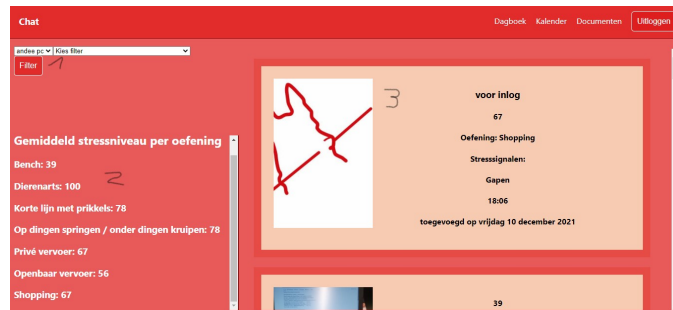 Chat
Dagboek Kalender Documenten Uitloggen
andee pc Kies filter
Filter 1
Gemiddeld stressniveau per oefening
Bench: 39
Dierenarts: 100
2
Korte lijn met prikkels: 78
Op dingen springen / onder dingen kruipen: 78
Privé vervoer: 67
Openbaar vervoer: 56
Shopping: 67
3
voor inlog
67
Oefening: Shopping
Stresssignalen:
Gapen
18:06
toegevoegd op vrijdag 10 december 2021
39